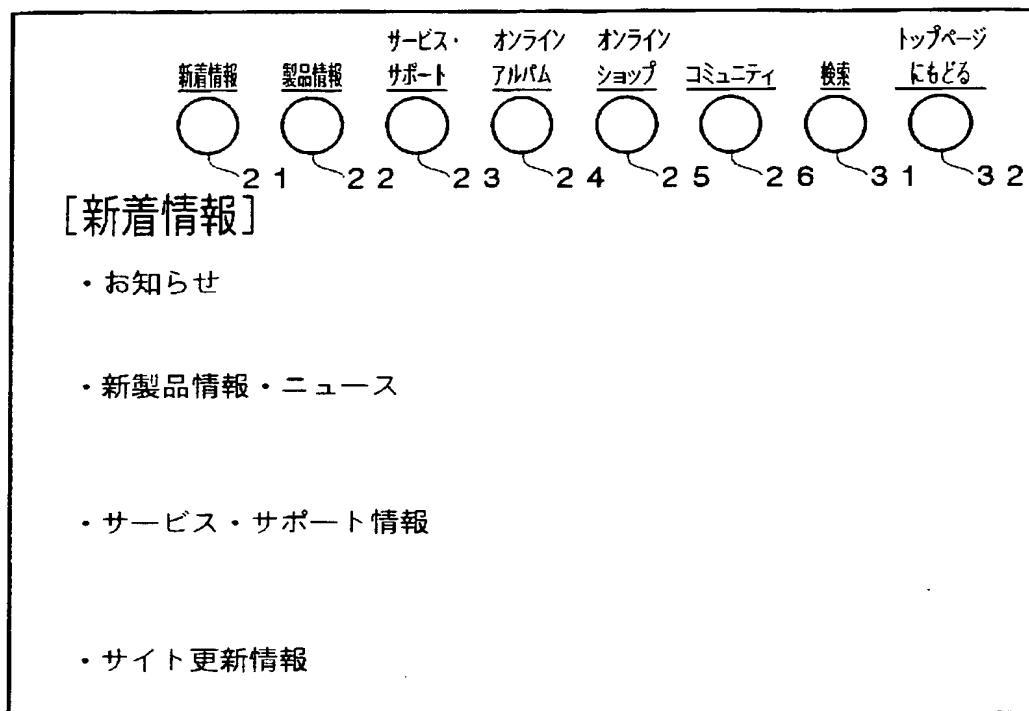 サービス・ オンライン オンライン トップページ
新着情報 製品情報 サポート アルバム ショップ コミュニティ 検索 にもどる
21 22 23 24 25 26 31 32
[新着情報]
・お知らせ
・新製品情報・ニュース
・サービス・サポート情報
・サイト更新情報